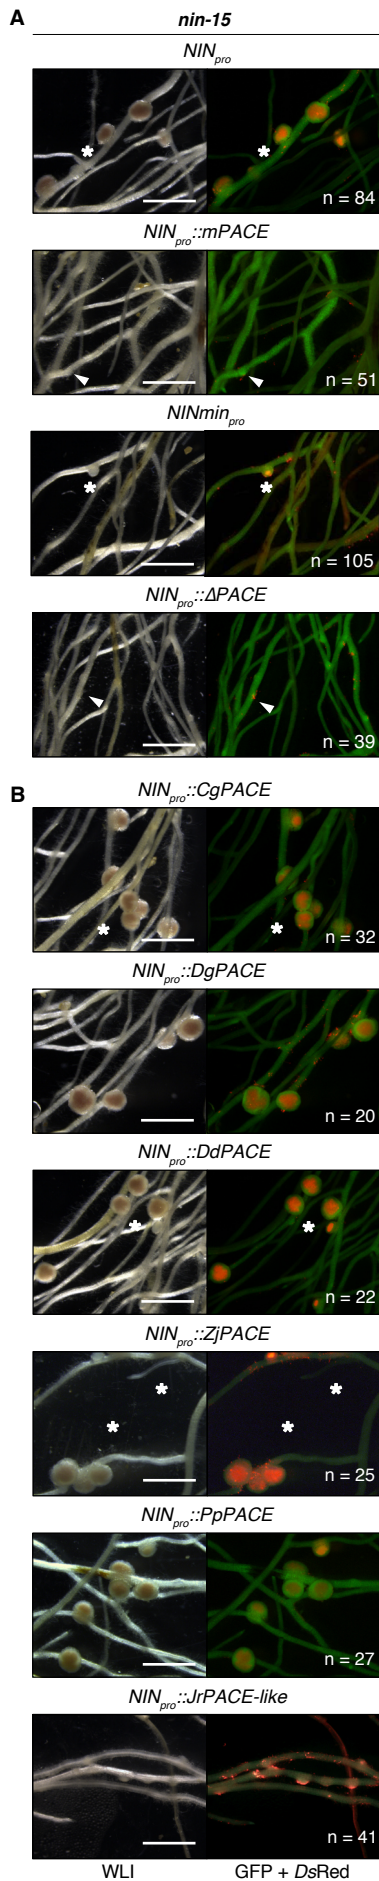 A
nin-15
NINpro
n = 84
NINpro::mPACE
n = 51
NINminpro
n = 105
NINpro::ΔPACE
n = 39
B
NINpro::CgPACE
n = 32
NINpro::DgPACE
n = 20
NINpro::DdPACE
n = 22
NINpro::ZjPACE
n = 25
NINpro::PpPACE
n = 27
NINpro::JrPACE-like
n = 41
WLI GFP + DsRed